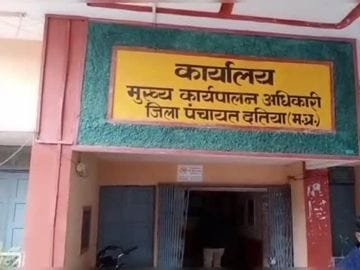 कार्यालय
मुख्य कार्यपालन अधिकारी
जिला पंचायत दतिया (म.प्र.)